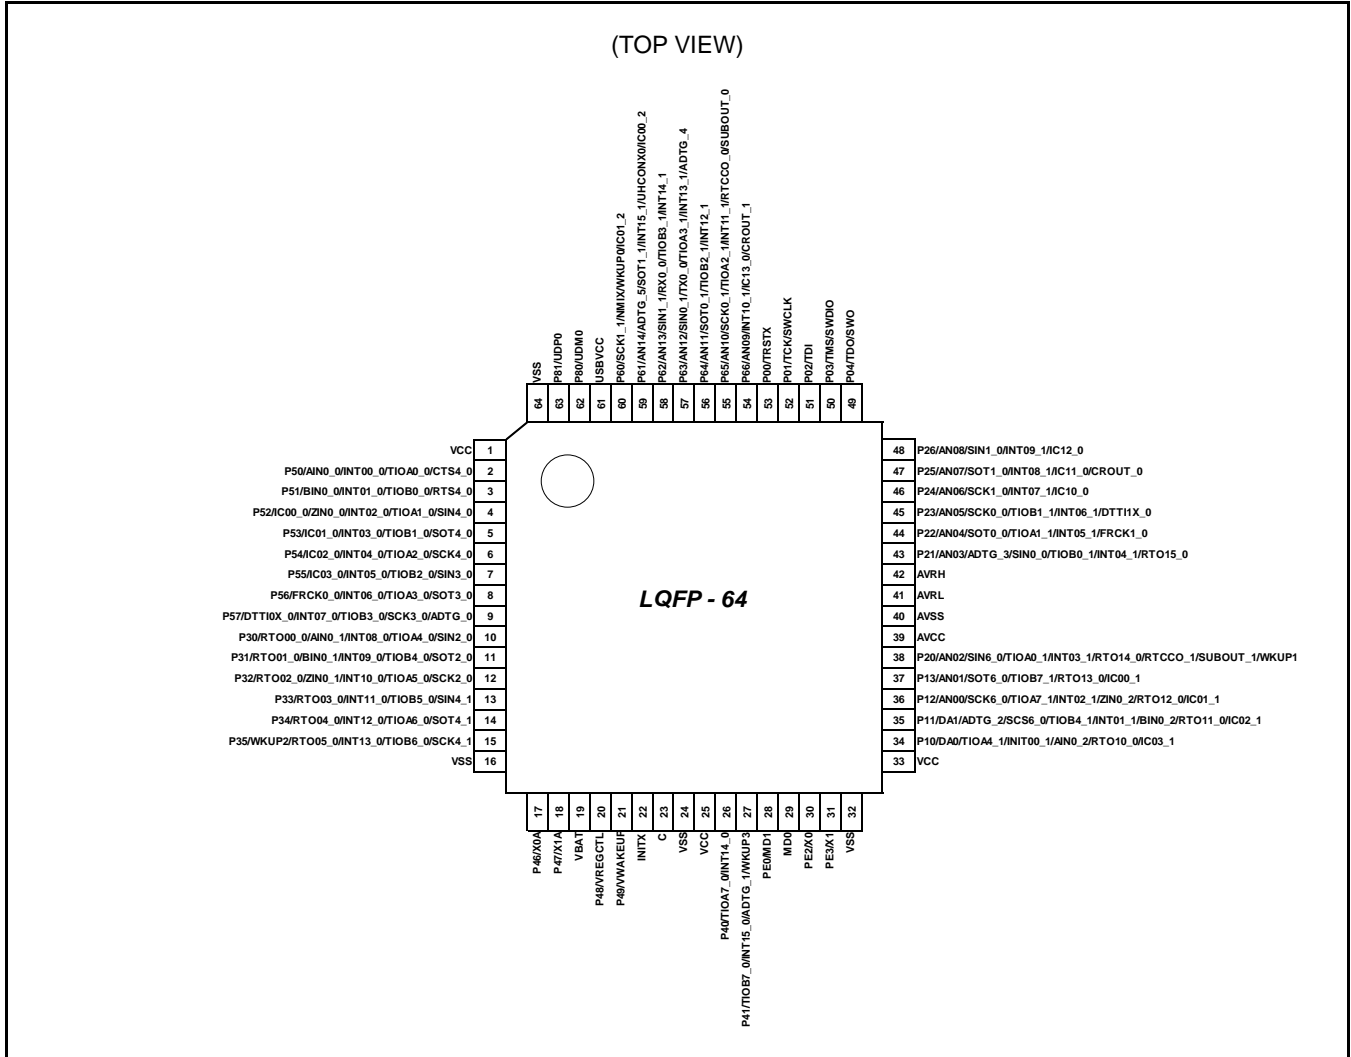 (TOP VIEW)
VSS
P81/UDP0
P80/UDM0
USBVCC
P60/SCK1_1/NMIX/WKUP0/IC01_2
P61/AN14/ADTG_5/SOT1_1/INT15_1/UHCONX0/IC00_2
P62/AN13/SIN1_1/RX0_0/TIOB3_1/INT14_1
P63/AN12/SIN0_1/TX0_0/TIOA3_1/INT13_1/ADTG_4
P64/AN11/SOT0_1/TIOB2_1/INT12_1
P65/AN10/SCK0_1/TIOA2_1/INT11_1/RTCCO_0/SUBOUT_0
P66/AN09/INT10_1/IC13_0/CROUT_1
P00/TRSTX
P01/TCK/SWCLK
P02/TDI
P03/TMS/SWDIO
P04/TDO/SWO
64 63 62 61 60 59 58 57 56 55 54 53 52 51 50 49
VCC 1
P50/AIN0_0/INT00_0/TIOA0_0/CTS4_0 2
P51/BIN0_0/INT01_0/TIOB0_0/RTS4_0 3
P52/IC00_0/ZIN0_0/INT02_0/TIOA1_0/SIN4_0 4
P53/IC01_0/INT03_0/TIOB1_0/SOT4_0 5
P54/IC02_0/INT04_0/TIOA2_0/SCK4_0 6
P55/IC03_0/INT05_0/TIOB2_0/SIN3_0 7
P56/FRCK0_0/INT06_0/TIOA3_0/SOT3_0 8
P57/DTTI0X_0/INT07_0/TIOB3_0/SCK3_0/ADTG_0 9
P30/RTO00_0/AIN0_1/INT08_0/TIOA4_0/SIN2_0 10
P31/RTO01_0/BIN0_1/INT09_0/TIOB4_0/SOT2_0 11
P32/RTO02_0/ZIN0_1/INT10_0/TIOA5_0/SCK2_0 12
P33/RTO03_0/INT11_0/TIOB5_0/SIN4_1 13
P34/RTO04_0/INT12_0/TIOA6_0/SOT4_1 14
P35/WKUP2/RTO05_0/INT13_0/TIOB6_0/SCK4_1 15
VSS 16
LQFP - 64
48 P26/AN08/SIN1_0/INT09_1/IC12_0
47 P25/AN07/SOT1_0/INT08_1/IC11_0/CROUT_0
46 P24/AN06/SCK1_0/INT07_1/IC10_0
45 P23/AN05/SCK0_0/TIOB1_1/INT06_1/DTTI1X_0
44 P22/AN04/SOT0_0/TIOA1_1/INT05_1/FRCK1_0
43 P21/AN03/ADTG_3/SIN0_0/TIOB0_1/INT04_1/RTO15_0
42 AVRH
41 AVRL
40 AVSS
39 AVCC
38 P20/AN02/SIN6_0/TIOA0_1/INT03_1/RTO14_0/RTCCO_1/SUBOUT_1/WKUP1
37 P13/AN01/SOT6_0/TIOB7_1/RTO13_0/IC00_1
36 P12/AN00/SCK6_0/TIOA7_1/INT02_1/ZIN0_2/RTO12_0/IC01_1
35 P11/DA1/ADTG_2/SCS6_0/TIOB4_1/INT01_1/BIN0_2/RTO11_0/IC02_1
34 P10/DA0/TIOA4_1/INIT00_1/AIN0_2/RTO10_0/IC03_1
33 VCC
17 18 19 20 21 22 23 24 25 26 27 28 29 30 31 32
P46/X0A
P47/X1A
VBAT
P48/VREGCTL
P49/VWAKEUP
INITX
C
VSS
VCC
P40/TIOA7_0/INT14_0
P41/TIOB7_0/INT15_0/ADTG_1/WKUP3
PE0/MD1
MD0
PE2/X0
PE3/X1
VSS